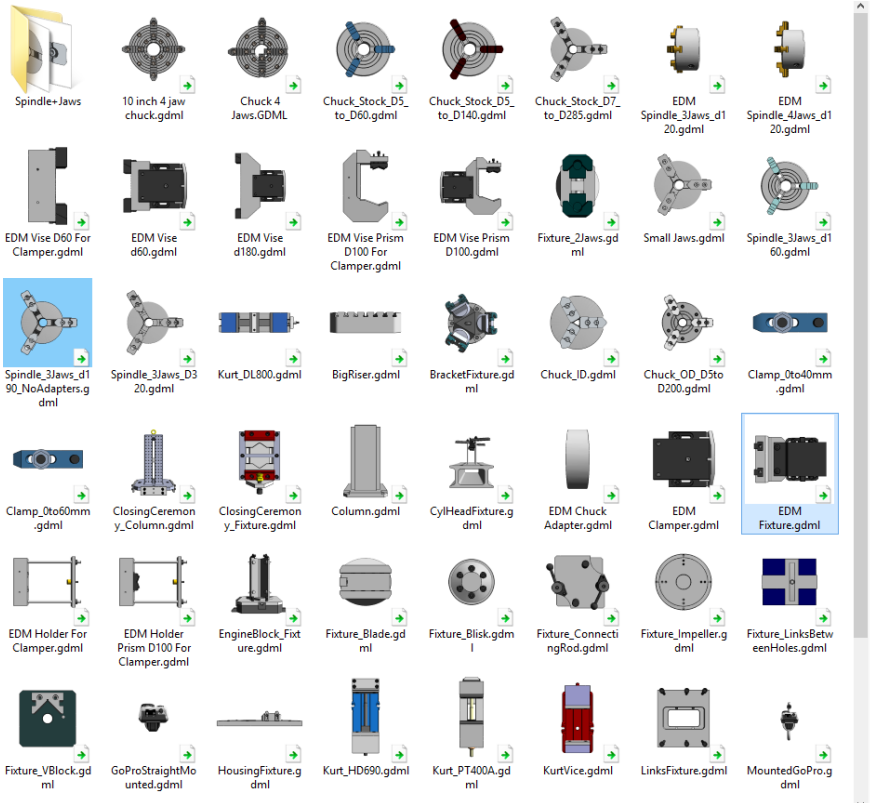 Spindle+Jaws
10 inch 4 jaw
chuck.gdml
Chuck 4
Jaws.GDML
Chuck_Stock_D5_
to_D60.gdml
Chuck_Stock_D5_
to_D140.gdml
Chuck_Stock_D7_
to_D285.gdml
EDM
Spindle_3Jaws_d1
20.gdml
EDM
Spindle_4Jaws_d1
20.gdml
EDM Vise D60 For
Clamper.gdml
EDM Vise
d60.gdml
EDM Vise
d180.gdml
EDM Vise Prism
D100 For
Clamper.gdml
EDM Vise Prism
D100.gdml
Fixture_2Jaws.gd
ml
Small Jaws.gdml
Spindle_3Jaws_d1
60.gdml
Spindle_3Jaws_d1
90_NoAdapters.g
dml
Spindle_3Jaws_D3
20.gdml
Kurt_DL800.gdml
BigRiser.gdml
BracketFixture.gd
ml
Chuck_ID.gdml
Chuck_OD_D5to
D200.gdml
Clamp_0to40mm
.gdml
Clamp_0to60mm
.gdml
ClosingCeremon
y_Column.gdml
ClosingCeremon
y_Fixture.gdml
Column.gdml
CylHeadFixture.g
dml
EDM Chuck
Adapter.gdml
EDM
Clamper.gdml
EDM
Fixture.gdml
EDM Holder For
Clamper.gdml
EDM Holder
Prism D100 For
Clamper.gdml
EngineBlock_Fixt
ure.gdml
Fixture_Blade.gd
ml
Fixture_Blisk.gdm
l
Fixture_Connecti
ngRod.gdml
Fixture_Impeller.g
dml
Fixture_LinksBetw
eenHoles.gdml
Fixture_VBlock.gd
ml
GoProStraightMo
unted.gdml
HousingFixture.g
dml
Kurt_HD690.gdml
Kurt_PT400A.gd
ml
KurtVice.gdml
LinksFixture.gdml
MountedGoPro.g
dml